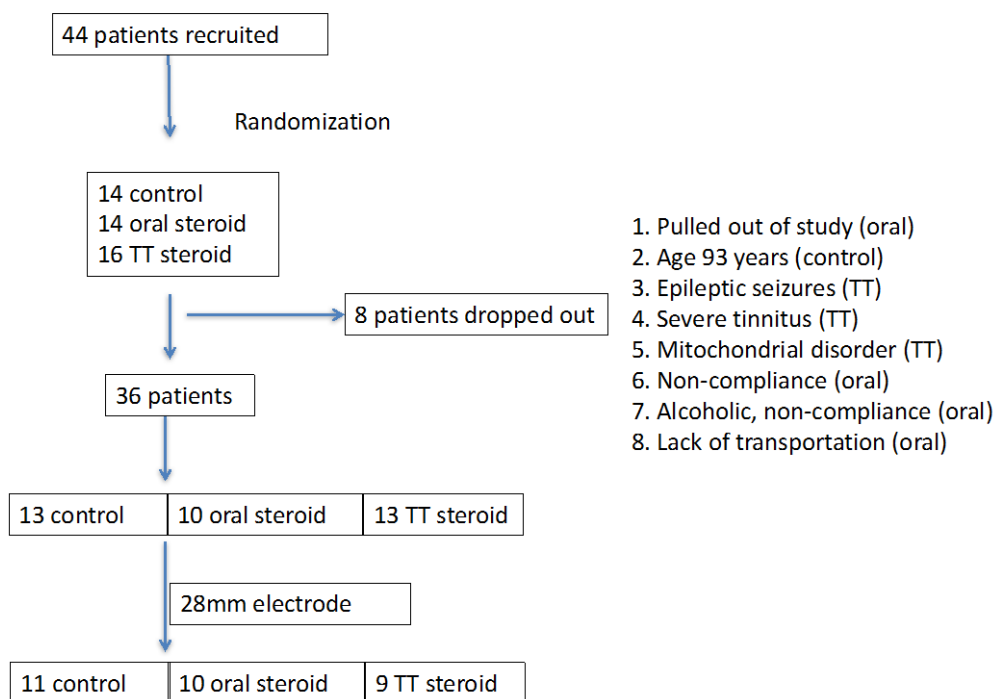 44 patients recruited
Randomization
14 control
14 oral steroid
16 TT steroid
8 patients dropped out
1. Pulled out of study (oral)
2. Age 93 years (control)
3. Epileptic seizures (TT)
4. Severe tinnitus (TT)
5. Mitochondrial disorder (TT)
6. Non-compliance (oral)
7. Alcoholic, non-compliance (oral)
8. Lack of transportation (oral)
36 patients
13 control 10 oral steroid 13 TT steroid
28mm electrode
11 control 10 oral steroid 9 TT steroid